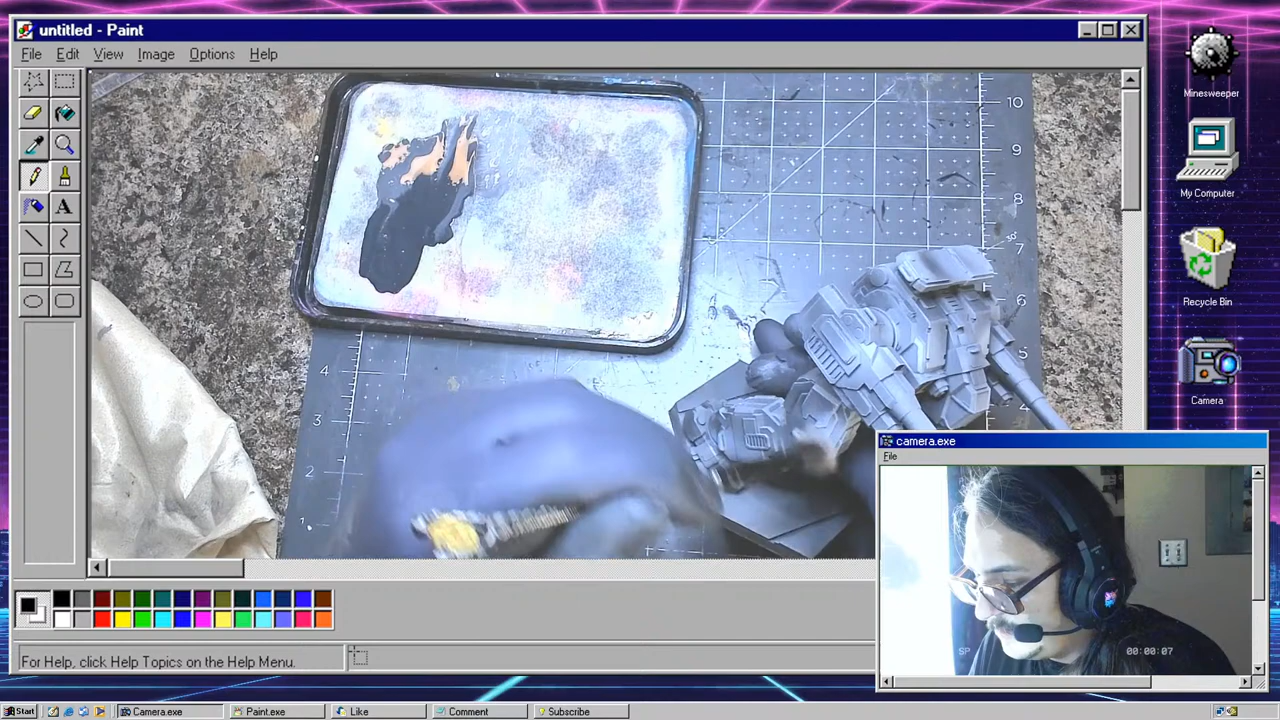 untitled - Paint
File Edit View Image Options Help
Minesweeper
My Computer
Recycle Bin
Camera
10
9
8
7
6
5
4
4
3
2
1
camera.exe
File
SP
00:00:07
For Help, click Help Topics on the Help Menu.
Start
Camera.exe
Paint.exe
Like
Comment
Subscribe